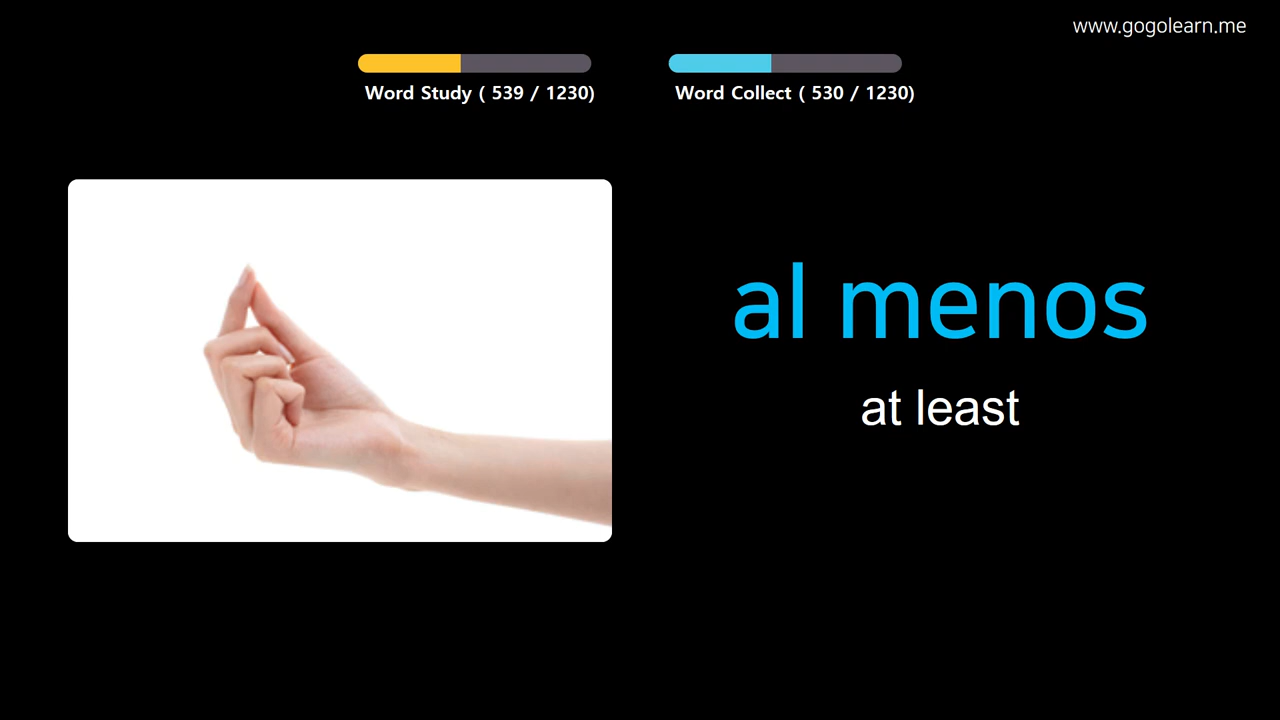 www.gogolearn.me
Word Study ( 539 / 1230)
Word Collect ( 530 / 1230)
al menos
at least